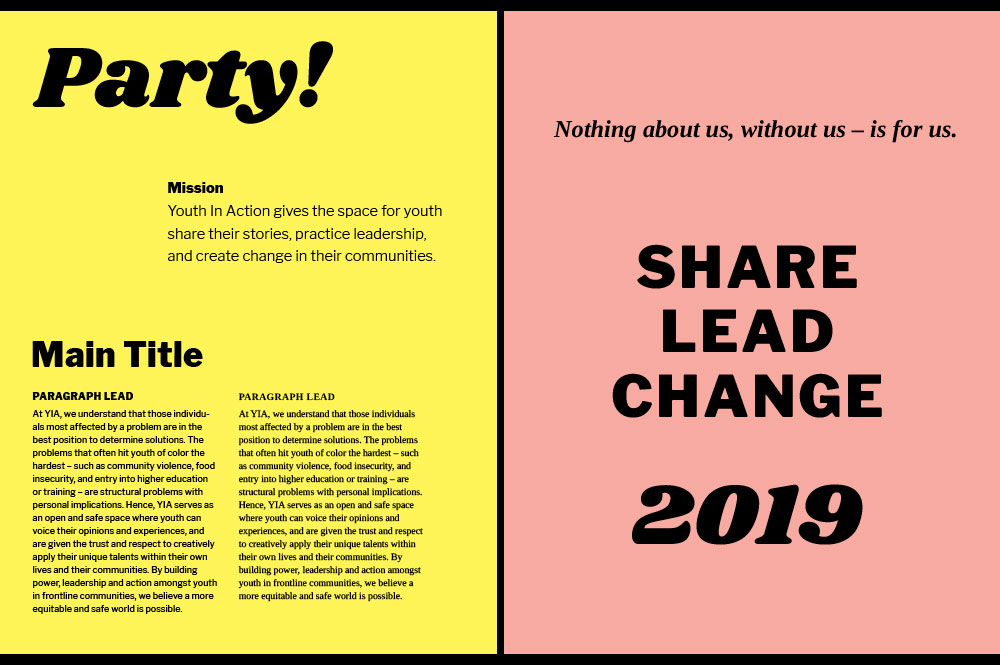 Party!
Mission
Youth In Action gives the space for youth
share their stories, practice leadership,
and create change in their communities.
Main Title
PARAGRAPH LEAD
At YIA, we understand that those individu-
als most affected by a problem are in the
best position to determine solutions. The
problems that often hit youth of color the
hardest – such as community violence, food
insecurity, and entry into higher education
or training – are structural problems with
personal implications. Hence, YIA serves as
an open and safe space where youth can
voice their opinions and experiences, and
are given the trust and respect to creatively
apply their unique talents within their own
lives and their communities. By building
power, leadership and action amongst youth
in frontline communities, we believe a more
equitable and safe world is possible.
PARAGRAPH LEAD
At YIA, we understand that those individuals
most affected by a problem are in the best
position to determine solutions. The problems
that often hit youth of color the hardest – such
as community violence, food insecurity, and
entry into higher education or training – are
structural problems with personal implications.
Hence, YIA serves as an open and safe space
where youth can voice their opinions and
experiences, and are given the trust and respect
to creatively apply their unique talents within
their own lives and their communities. By
building power, leadership and action amongst
youth in frontline communities, we believe a
more equitable and safe world is possible.
Nothing about us, without us – is for us.
SHARE
LEAD
CHANGE
2019